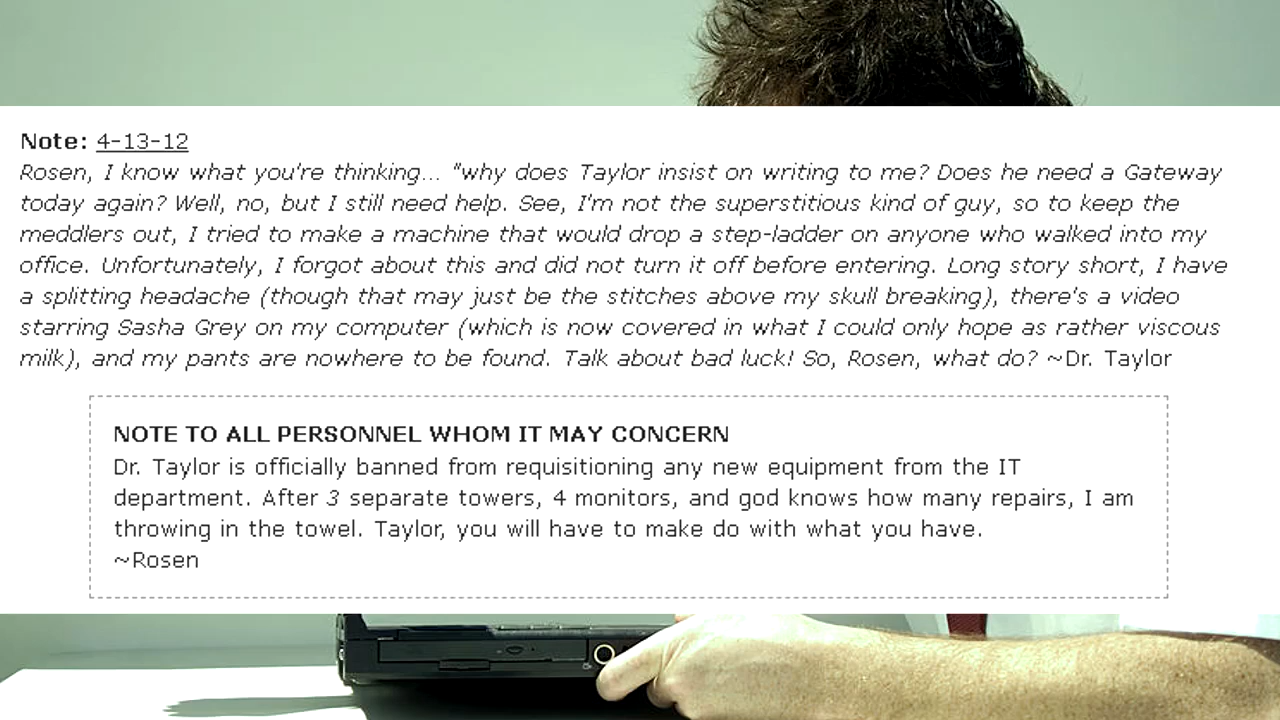 Note: 4-13-12
Rosen, I know what you're thinking... "why does Taylor insist on writing to me? Does he need a Gateway
today again? Well, no, but I still need help. See, I'm not the superstitious kind of guy, so to keep the
meddlers out, I tried to make a machine that would drop a step-ladder on anyone who walked into my
office. Unfortunately, I forgot about this and did not turn it off before entering. Long story short, I have
a splitting headache (though that may just be the stitches above my skull breaking), there's a video
starring Sasha Grey on my computer (which is now covered in what I could only hope as rather viscous
milk), and my pants are nowhere to be found. Talk about bad luck! So, Rosen, what do? ~Dr. Taylor
NOTE TO ALL PERSONNEL WHOM IT MAY CONCERN
Dr. Taylor is officially banned from requisitioning any new equipment from the IT
department. After 3 separate towers, 4 monitors, and god knows how many repairs, I am
throwing in the towel. Taylor, you will have to make do with what you have.
~Rosen